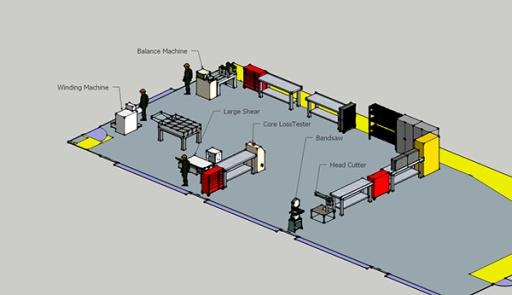 Balance Machine
Winding Machine
Large Shear
Core LossTester
Bandsaw
Head Cutter